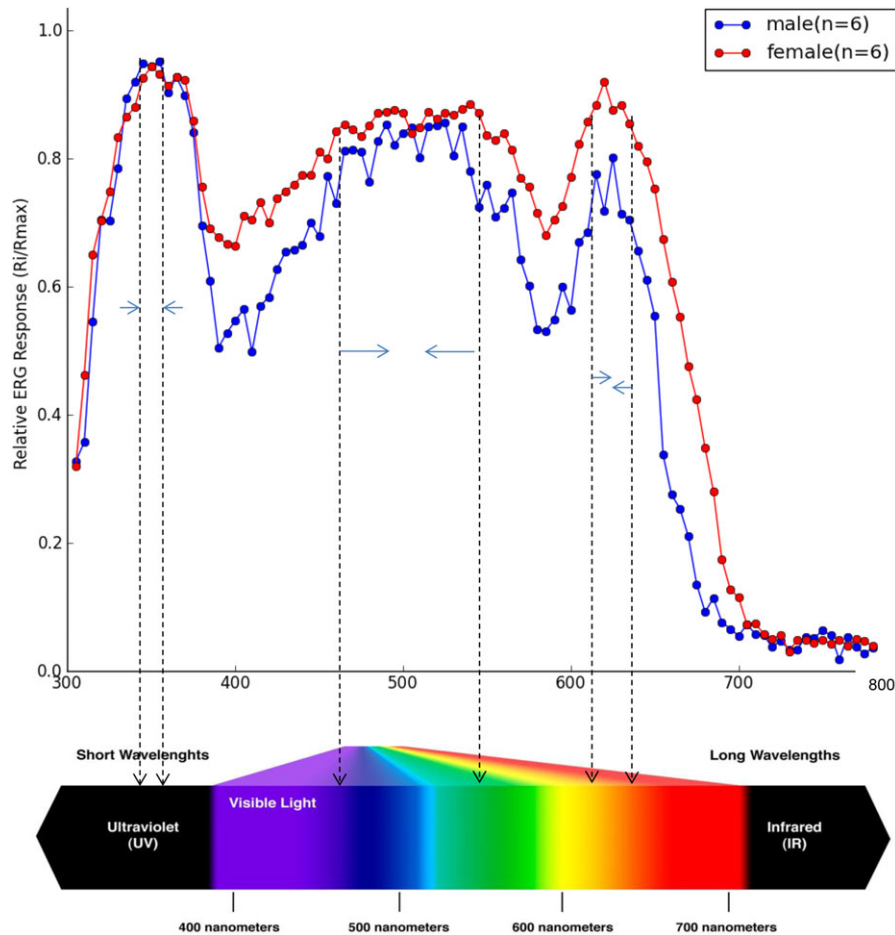 male(n=6)
female(n=6)
Relative ERG Response (Ri/Rmax)
1.0
0.8
0.6
0.4
0.2
0.0
300 400 500 600 700 800
Short Wavelenghts
Long Wavelengths
Visible Light
Ultraviolet
(UV)
Infrared
(IR)
400 nanometers 500 nanometers 600 nanometers 700 nanometers